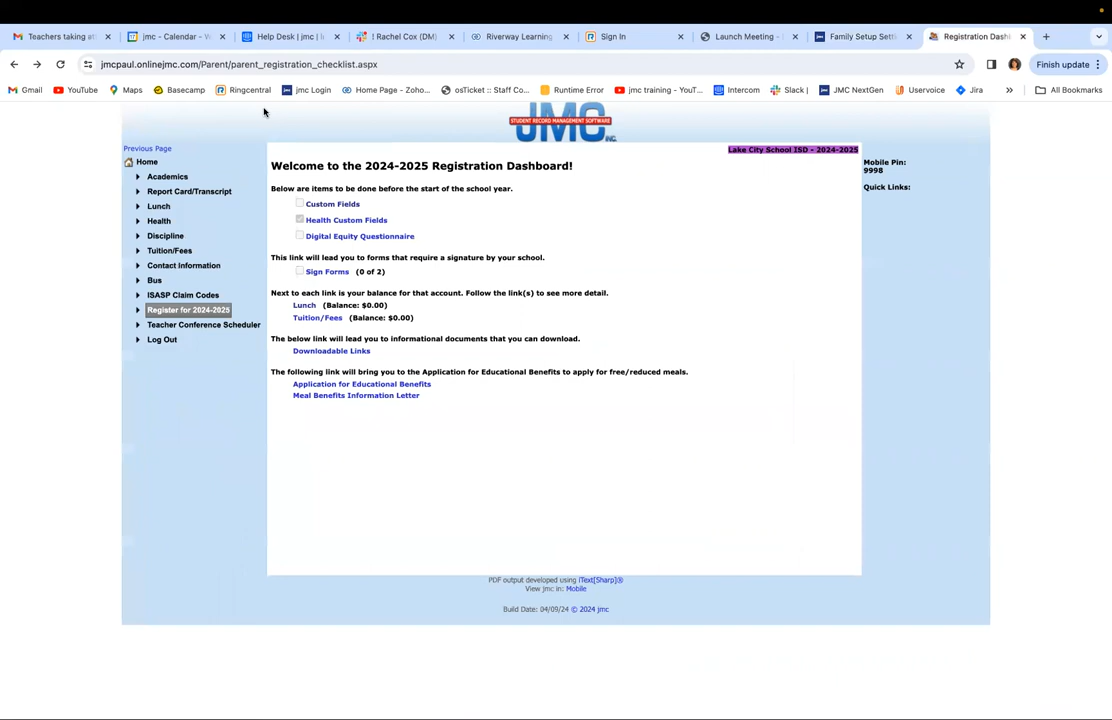 Teachers taking at
jmc - Calendar - W
Help Desk | jmc | 
! Rachel Cox (DM)
Riverway Learning
Sign In
Launch Meeting -
Family Setup Sett
Registration Dash
jmcpaul.onlinejmc.com/Parent/parent_registration_checklist.aspx
Finish update
Gmail
YouTube
Maps
Basecamp
Ringcentral
jmc Login
Home Page - Zoho...
osTicket :: Staff Co...
Runtime Error
jmc training - YouT...
Intercom
Slack |
JMC NextGen
Uservoice
Jira
All Bookmarks
JMC INC.
STUDENT RECORD MANAGEMENT SOFTWARE
Previous Page
Home
Academics
Report Card/Transcript
Lunch
Health
Discipline
Tuition/Fees
Contact Information
Bus
ISASP Claim Codes
Register for 2024-2025
Teacher Conference Scheduler
Log Out
Lake City School ISD - 2024-2025
Welcome to the 2024-2025 Registration Dashboard!
Below are items to be done before the start of the school year.
Custom Fields
Health Custom Fields
Digital Equity Questionnaire
This link will lead you to forms that require a signature by your school.
Sign Forms (0 of 2)
Next to each link is your balance for that account. Follow the link(s) to see more detail.
Lunch (Balance: $0.00)
Tuition/Fees (Balance: $0.00)
The below link will lead you to informational documents that you can download.
Downloadable Links
The following link will bring you to the Application for Educational Benefits to apply for free/reduced meals.
Application for Educational Benefits
Meal Benefits Information Letter
Mobile Pin:
9998
Quick Links:
PDF output developed using iText[Sharp]®
View jmc in: Mobile
Build Date: 04/09/24 © 2024 jmc